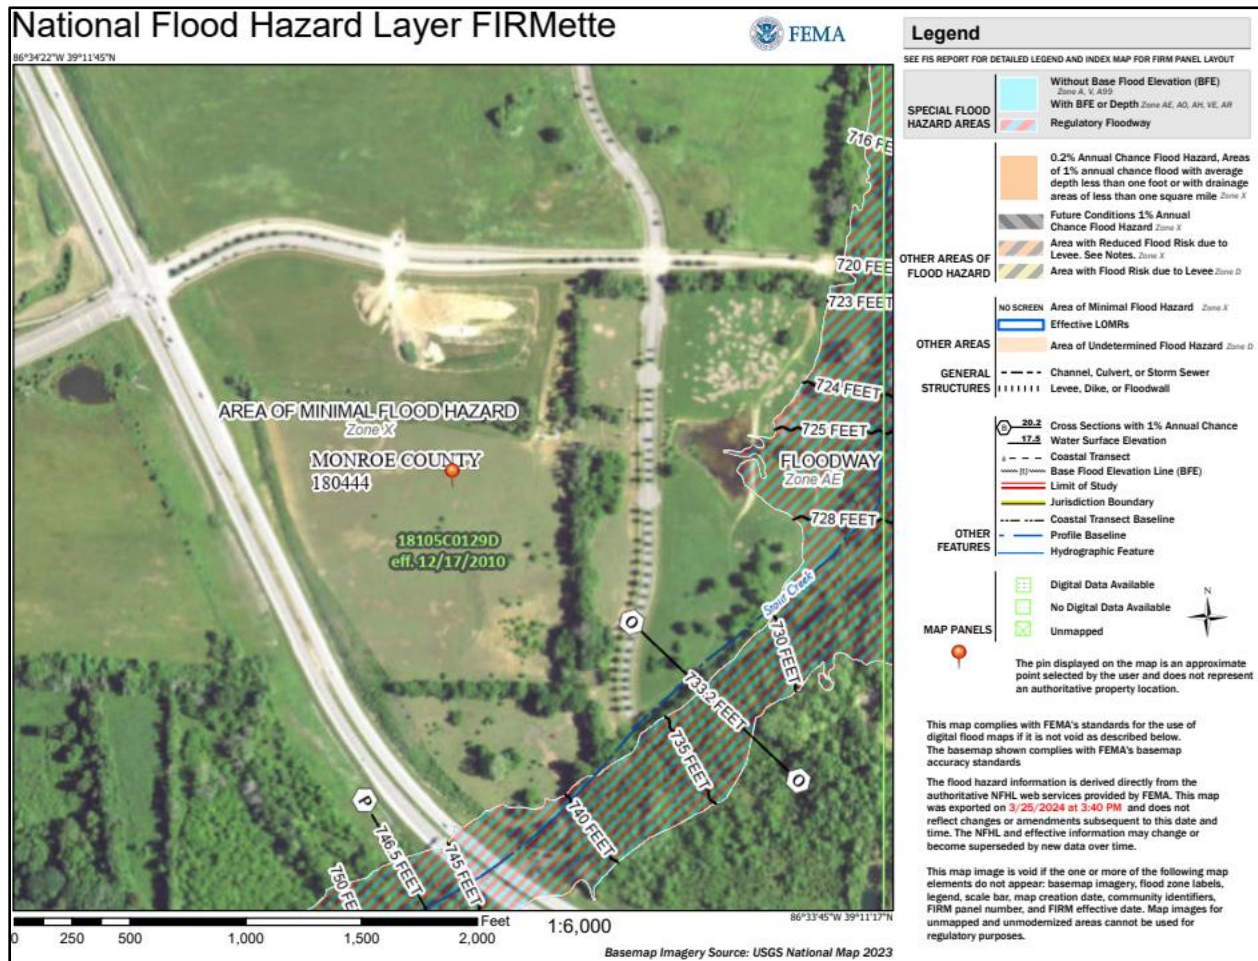 National Flood Hazard Layer FIRMette
FEMA
86°34'22"W 39°11'45"N
716 FE
720 FEE
723 FEET
724 FEET
725 FEET
AREA OF MINIMAL FLOOD HAZARD
Zone X
FLOODWAY
Zone AE
MONROE COUNTY
180444
728 FEET
18105C0129D
eff. 12/17/2010
Stout Creek
O
730 FEET
733.2 FEET
735 FEET
O
740 FEET
P
746.5 FEET
745 FEET
750 FE
86°33'45"W 39°11'17"N
Feet
0 250 500 1,000 1,500 2,000
1:6,000
Basemap Imagery Source: USGS National Map 2023
Legend
SEE FIS REPORT FOR DETAILED LEGEND AND INDEX MAP FOR FIRM PANEL LAYOUT
SPECIAL FLOOD
HAZARD AREAS
Without Base Flood Elevation (BFE)
Zone A, V, A99
With BFE or Depth Zone AE, AO, AH, VE, AR
Regulatory Floodway
OTHER AREAS OF
FLOOD HAZARD
0.2% Annual Chance Flood Hazard, Areas
of 1% annual chance flood with average
depth less than one foot or with drainage
areas of less than one square mile Zone X
Future Conditions 1% Annual
Chance Flood Hazard Zone X
Area with Reduced Flood Risk due to
Levee. See Notes. Zone X
Area with Flood Risk due to Levee Zone D
OTHER AREAS
NO SCREEN Area of Minimal Flood Hazard Zone X
Effective LOMRs
Area of Undetermined Flood Hazard Zone D
GENERAL
STRUCTURES
Channel, Culvert, or Storm Sewer
Levee, Dike, or Floodwall
OTHER
FEATURES
B 20.2 Cross Sections with 1% Annual Chance
17.5 Water Surface Elevation
8 Coastal Transect
513 Base Flood Elevation Line (BFE)
Limit of Study
Jurisdiction Boundary
Coastal Transect Baseline
Profile Baseline
Hydrographic Feature
MAP PANELS
Digital Data Available
No Digital Data Available
Unmapped
N
The pin displayed on the map is an approximate
point selected by the user and does not represent
an authoritative property location.
This map complies with FEMA's standards for the use of
digital flood maps if it is not void as described below.
The basemap shown complies with FEMA's basemap
accuracy standards
The flood hazard information is derived directly from the
authoritative NFHL web services provided by FEMA. This map
was exported on 3/25/2024 at 3:40 PM and does not
reflect changes or amendments subsequent to this date and
time. The NFHL and effective information may change or
become superseded by new data over time.
This map image is void if the one or more of the following map
elements do not appear: basemap imagery, flood zone labels,
legend, scale bar, map creation date, community identifiers,
FIRM panel number, and FIRM effective date. Map images for
unmapped and unmodernized areas cannot be used for
regulatory purposes.